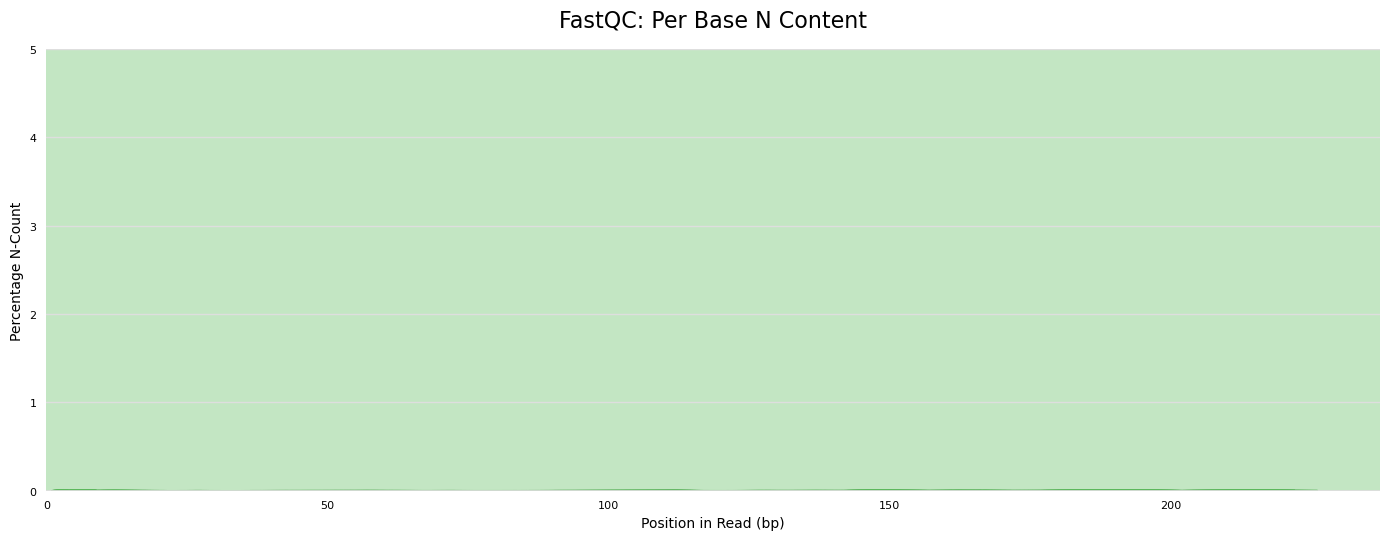 FastQC: Per Base N Content
Percentage N-Count
5
4
3
2
1
0
0 50 100 150 200
Position in Read (bp)